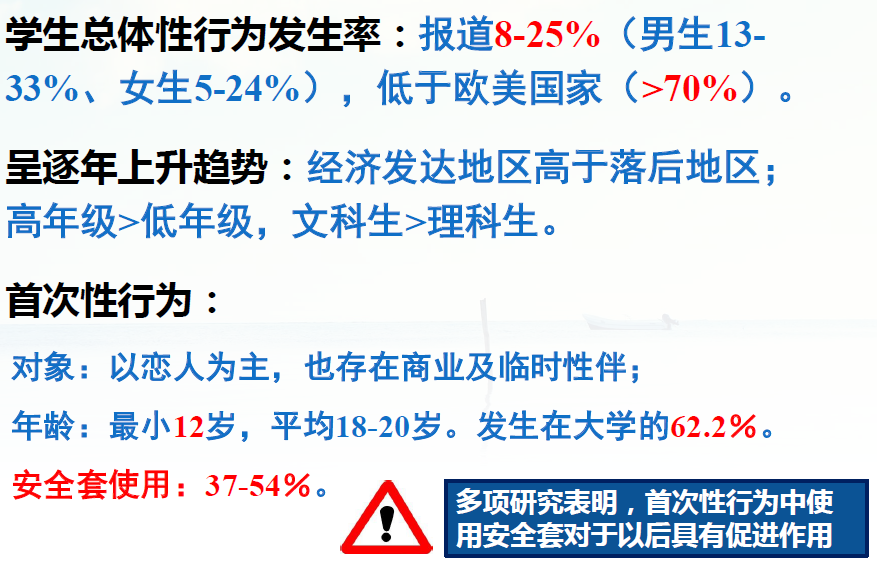 学生总体性行为发生率：报道8-25%（男生13-
33%、女生5-24%），低于欧美国家（>70%）。
呈逐年上升趋势：经济发达地区高于落后地区；
高年级>低年级，文科生>理科生。
首次性行为：
对象：以恋人为主，也存在商业及临时性伴；
年龄：最小12岁，平均18-20岁。发生在大学的62.2%。
安全套使用：37-54%。
多项研究表明，首次性行为中使
用安全套对于以后具有促进作用